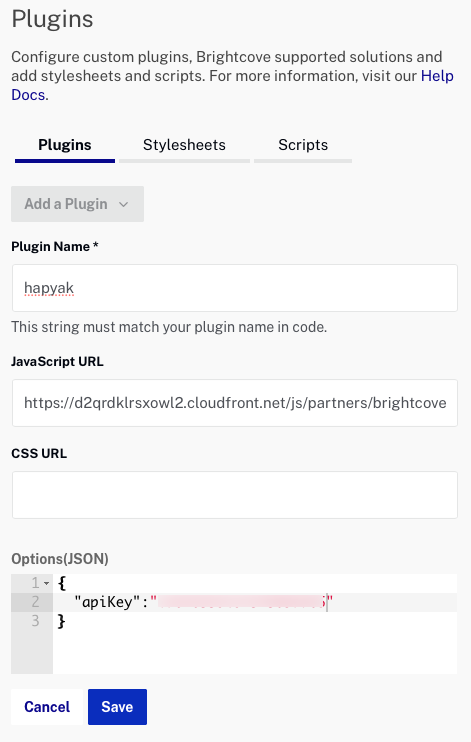 Plugins
Configure custom plugins, Brightcove supported solutions and
add stylesheets and scripts. For more information, visit our Help
Docs.
Plugins Stylesheets Scripts
Add a Plugin
Plugin Name *
hapyak
This string must match your plugin name in code.
JavaScript URL
https://d2qrdklrsxowl2.cloudfront.net/js/partners/brightcove
CSS URL
Options(JSON)
1 {
2 "apiKey":" "
3 }
Cancel Save